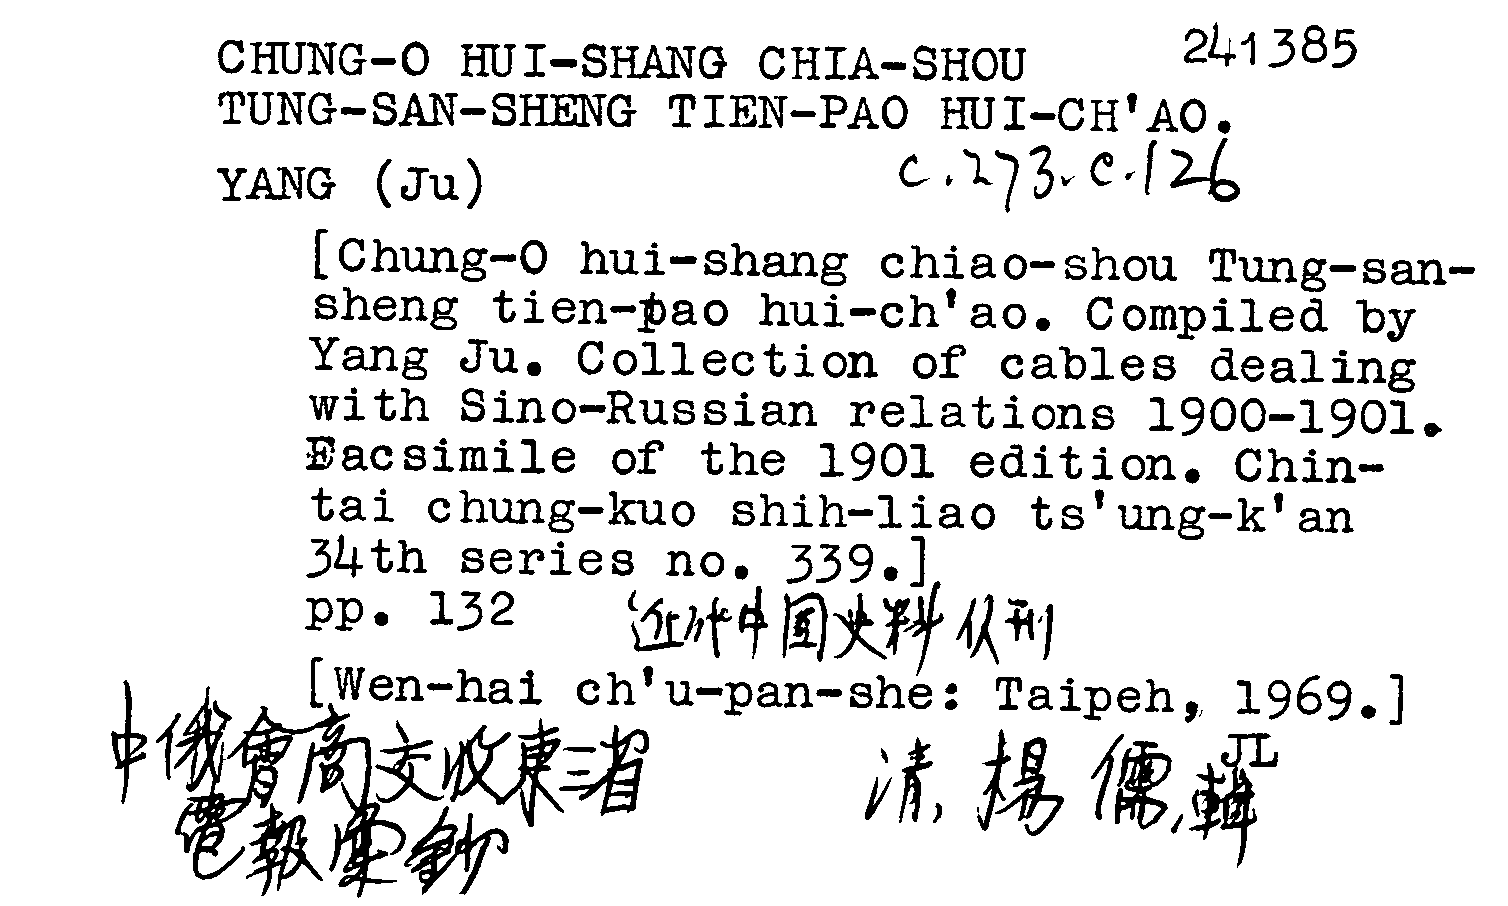 CHUNG-O HUI-SHANG CHIA-SHOU 241385
TUNG-SAN-SHENG TIEN-PAO HUI-CH'AO.
YANG (Ju) c.273.c.126
[Chung-O hui-shang chiao-shou Tung-san-
sheng tien-pao hui-ch'ao. Compiled by
Yang Ju. Collection of cables dealing
with Sino-Russian relations 1900-1901.
Facsimile of the 1901 edition. Chin-
tai chung-kuo shih-liao ts'ung-k'an
34th series no. 339.]
pp. 132 近代中国史料丛刊
[Wen-hai ch'u-pan-she: Taipeh, 1969.]
JL
中俄會商交收東三省 清,楊儒,輯
電報彙鈔